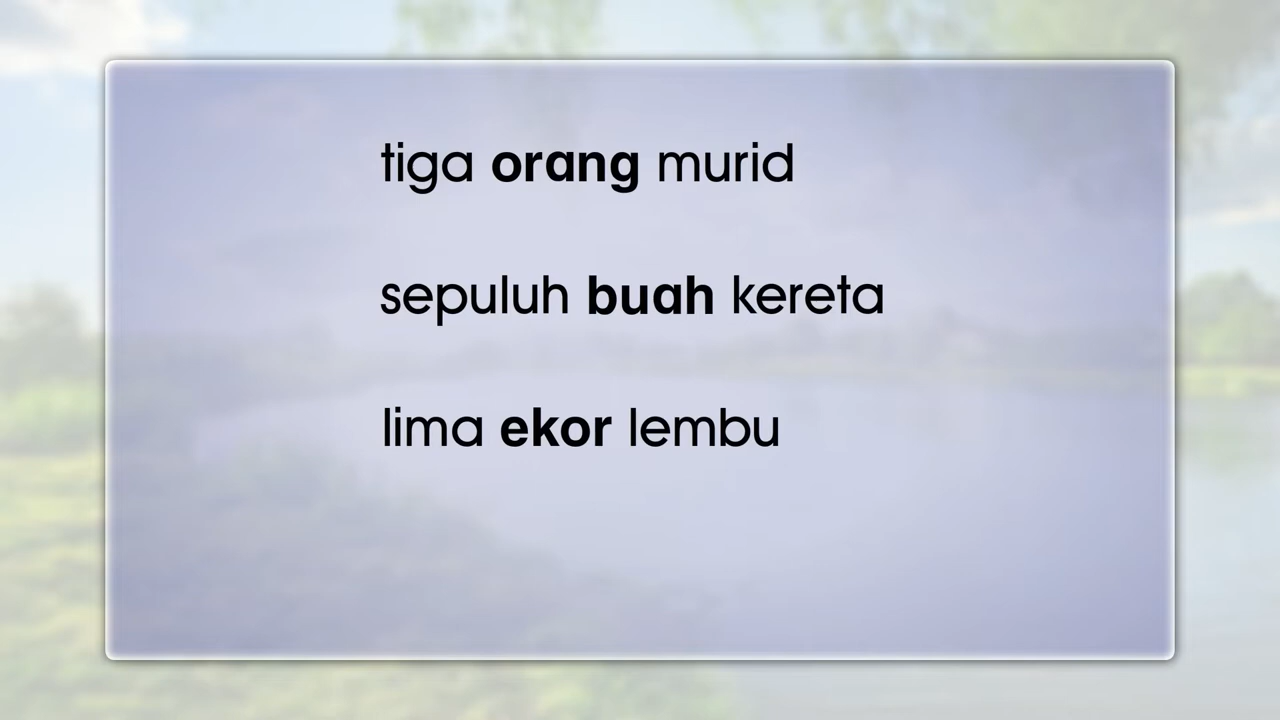 tiga orang murid
sepuluh buah kereta
lima ekor lembu